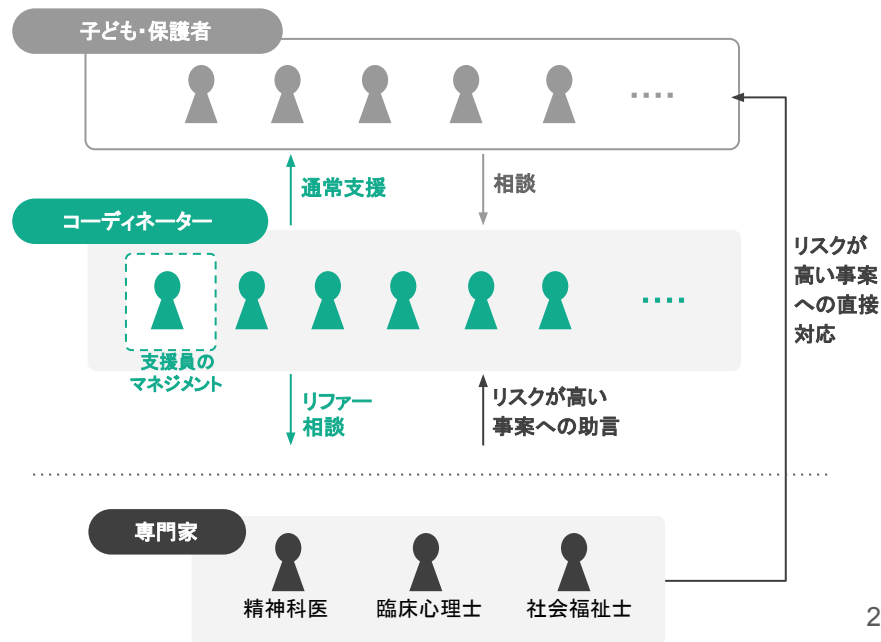 子ども・保護者
通常支援
相談
コーディネーター
支援員の
マネジメント
リスクが
高い事案
への直接
対応
リファー
相談
リスクが高い
事案への助言
専門家
精神科医
臨床心理士
社会福祉士
2